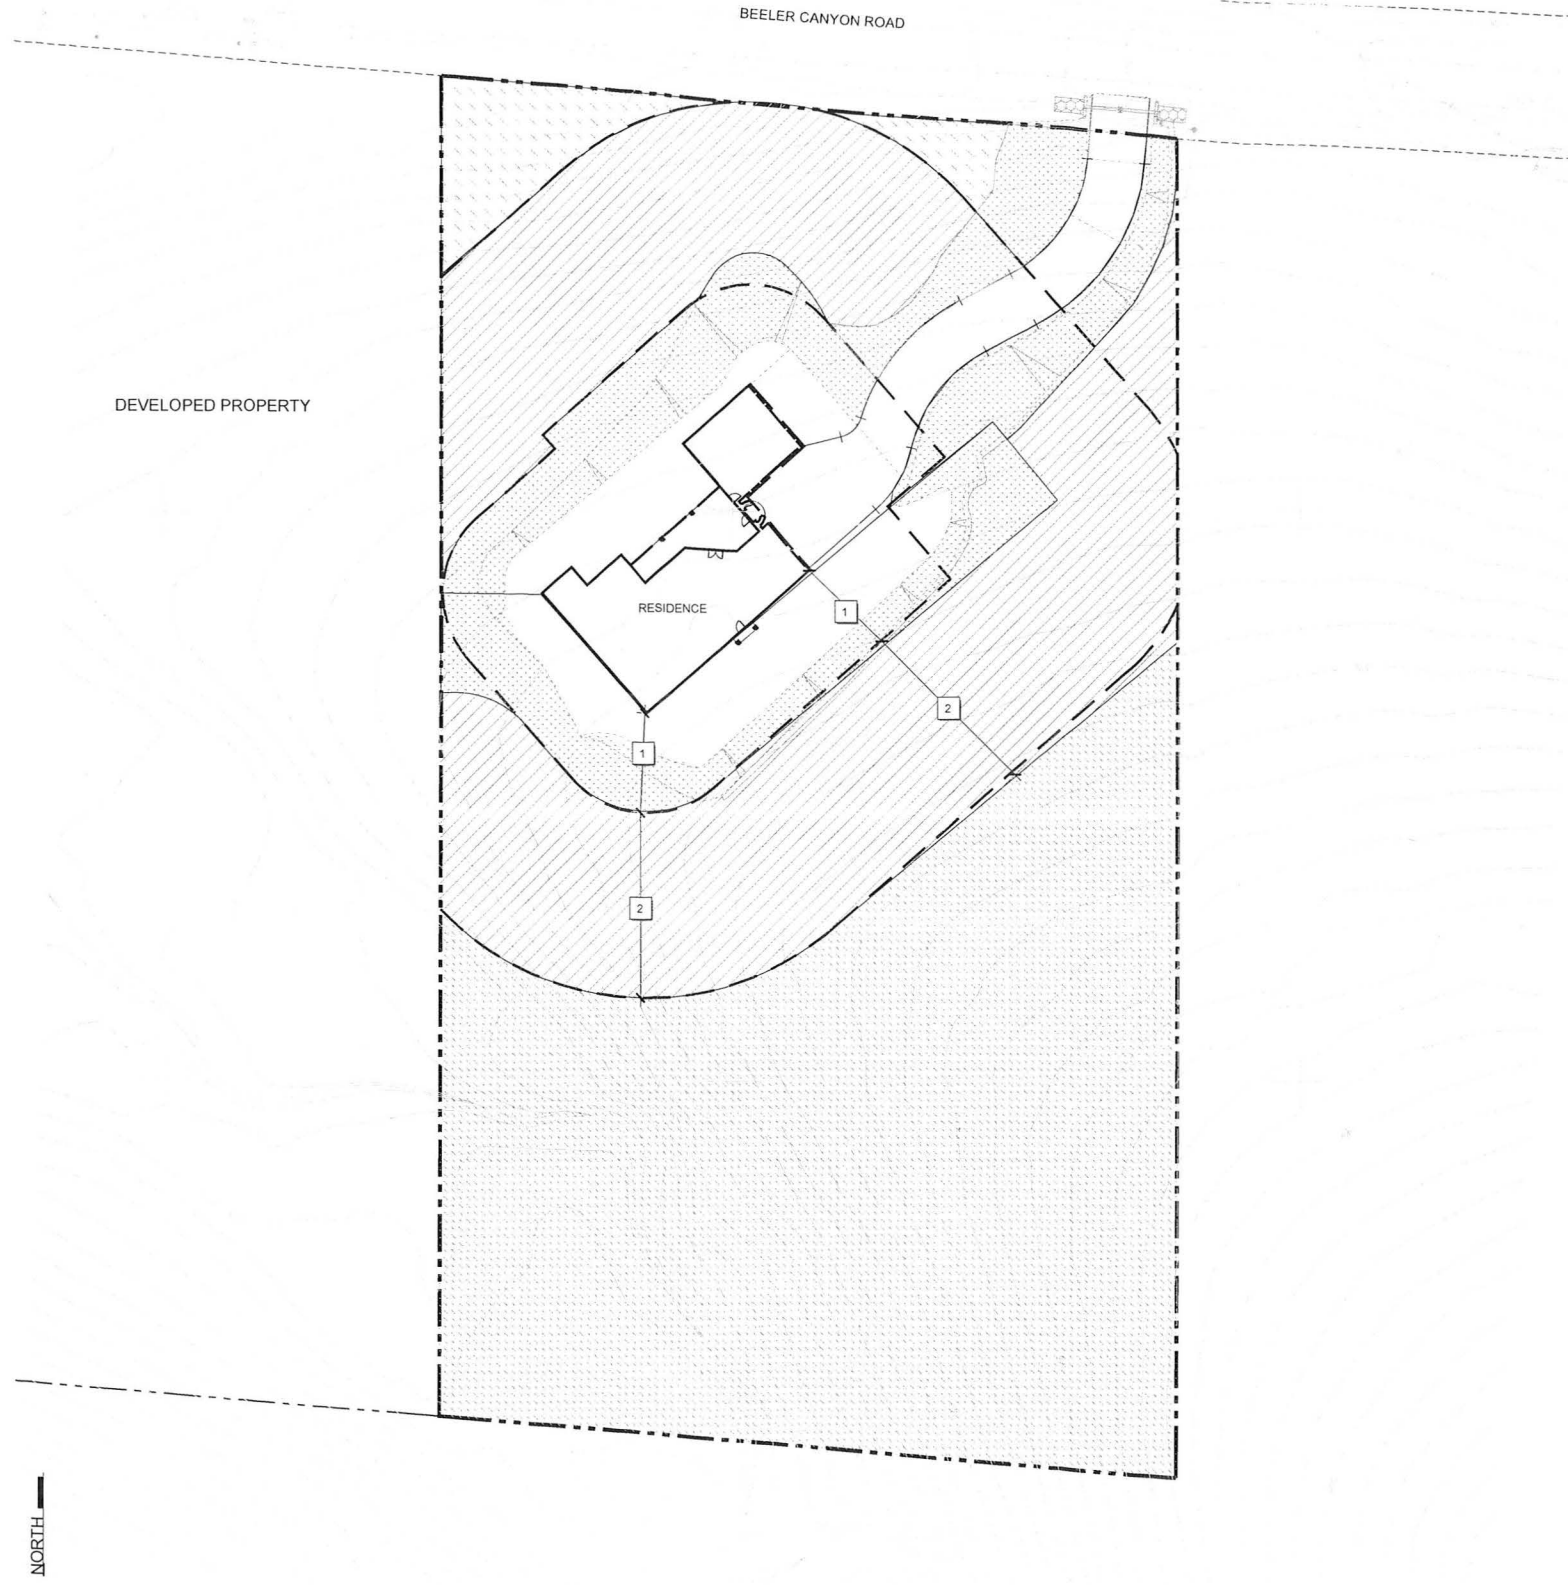 BEELER CANYON ROAD
DEVELOPED PROPERTY
RESIDENCE
1
2
1
2
NORTH